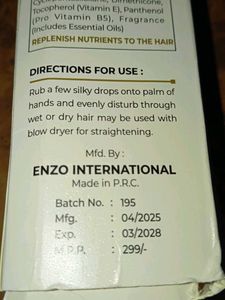 Cyclopentasiloxane, Dimethicone,
Tocopherol (Vitamin E), Panthenol
(Pro Vitamin B5), Fragrance
(Includes Essential Oils)
REPLENISH NUTRIENTS TO THE HAIR
DIRECTIONS FOR USE :
Rub a few silky drops onto palm of
hands and evenly disturb through
wet or dry hair may be used with
blow dryer for straightening.
Mfd. By :
ENZO INTERNATIONAL
Made in P.R.C.
Batch No. : 195
Mfg. : 04/2025
Exp. : 03/2028
M.R.P. : 299/-